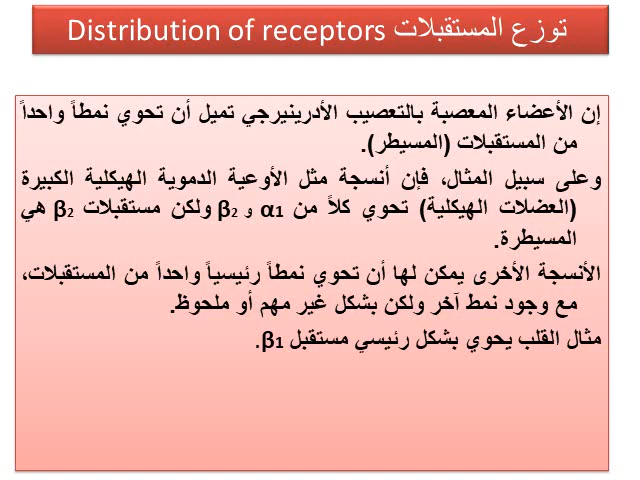 توزع المستقبلات Distribution of receptors
إن الأعضاء المعصبة بالتعصيب الأدرينيرجي تميل أن تحوي نمطاً واحداً
من المستقبلات (المسيطر).
وعلى سبيل المثال، فإن أنسجة مثل الأوعية الدموية الهيكلية الكبيرة
(العضلات الهيكلية) تحوي كلاً من α1 و β2 ولكن مستقبلات β2 هي
المسيطرة.
الأنسجة الأخرى يمكن لها أن تحوي نمطاً رئيسياً واحداً من المستقبلات،
مع وجود نمط آخر ولكن بشكل غير مهم أو ملحوظ.
مثال القلب يحوي بشكل رئيسي مستقبل β1.